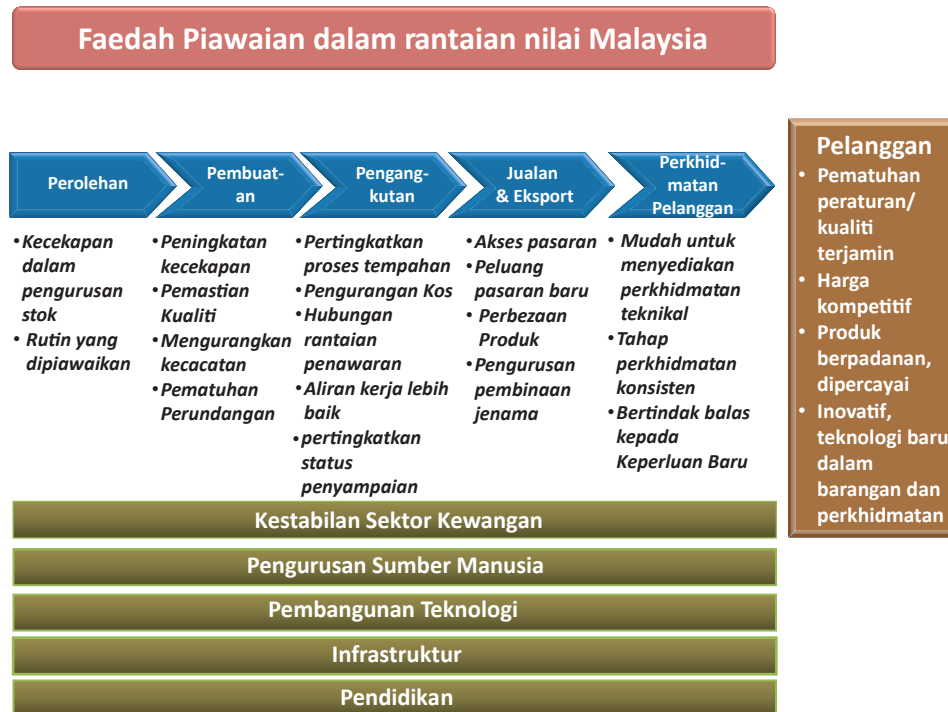 Faedah Piawaian dalam rantaian nilai Malaysia
Perolehan
Pembuat-
an
Pengang-
kutan
Jualan
& Eksport
Perkhid-
matan
Pelanggan
• Kecekapan
dalam
pengurusan
stok
• Rutin yang
dipiawaikan
• Peningkatan
kecekapan
• Pemastian
Kualiti
• Mengurangkan
kecacatan
• Pematuhan
Perundangan
• Pertingkatkan
proses tempahan
• Pengurangan Kos
• Hubungan
rantaian
penawaran
• Aliran kerja lebih
baik
• pertingkatkan
status
penyampaian
• Akses pasaran
• Peluang
pasaran baru
• Perbezaan
Produk
• Pengurusan
pembinaan
jenama
• Mudah untuk
menyediakan
perkhidmatan
teknikal
• Tahap
perkhidmatan
konsisten
• Bertindak balas
kepada
Keperluan Baru
Pelanggan
• Pematuhan
peraturan/
kualiti
terjamin
• Harga
kompetitif
• Produk
berpadanan,
dipercayai
• Inovatif,
teknologi baru
dalam
barangan dan
perkhidmatan
Kestabilan Sektor Kewangan
Pengurusan Sumber Manusia
Pembangunan Teknologi
Infrastruktur
Pendidikan